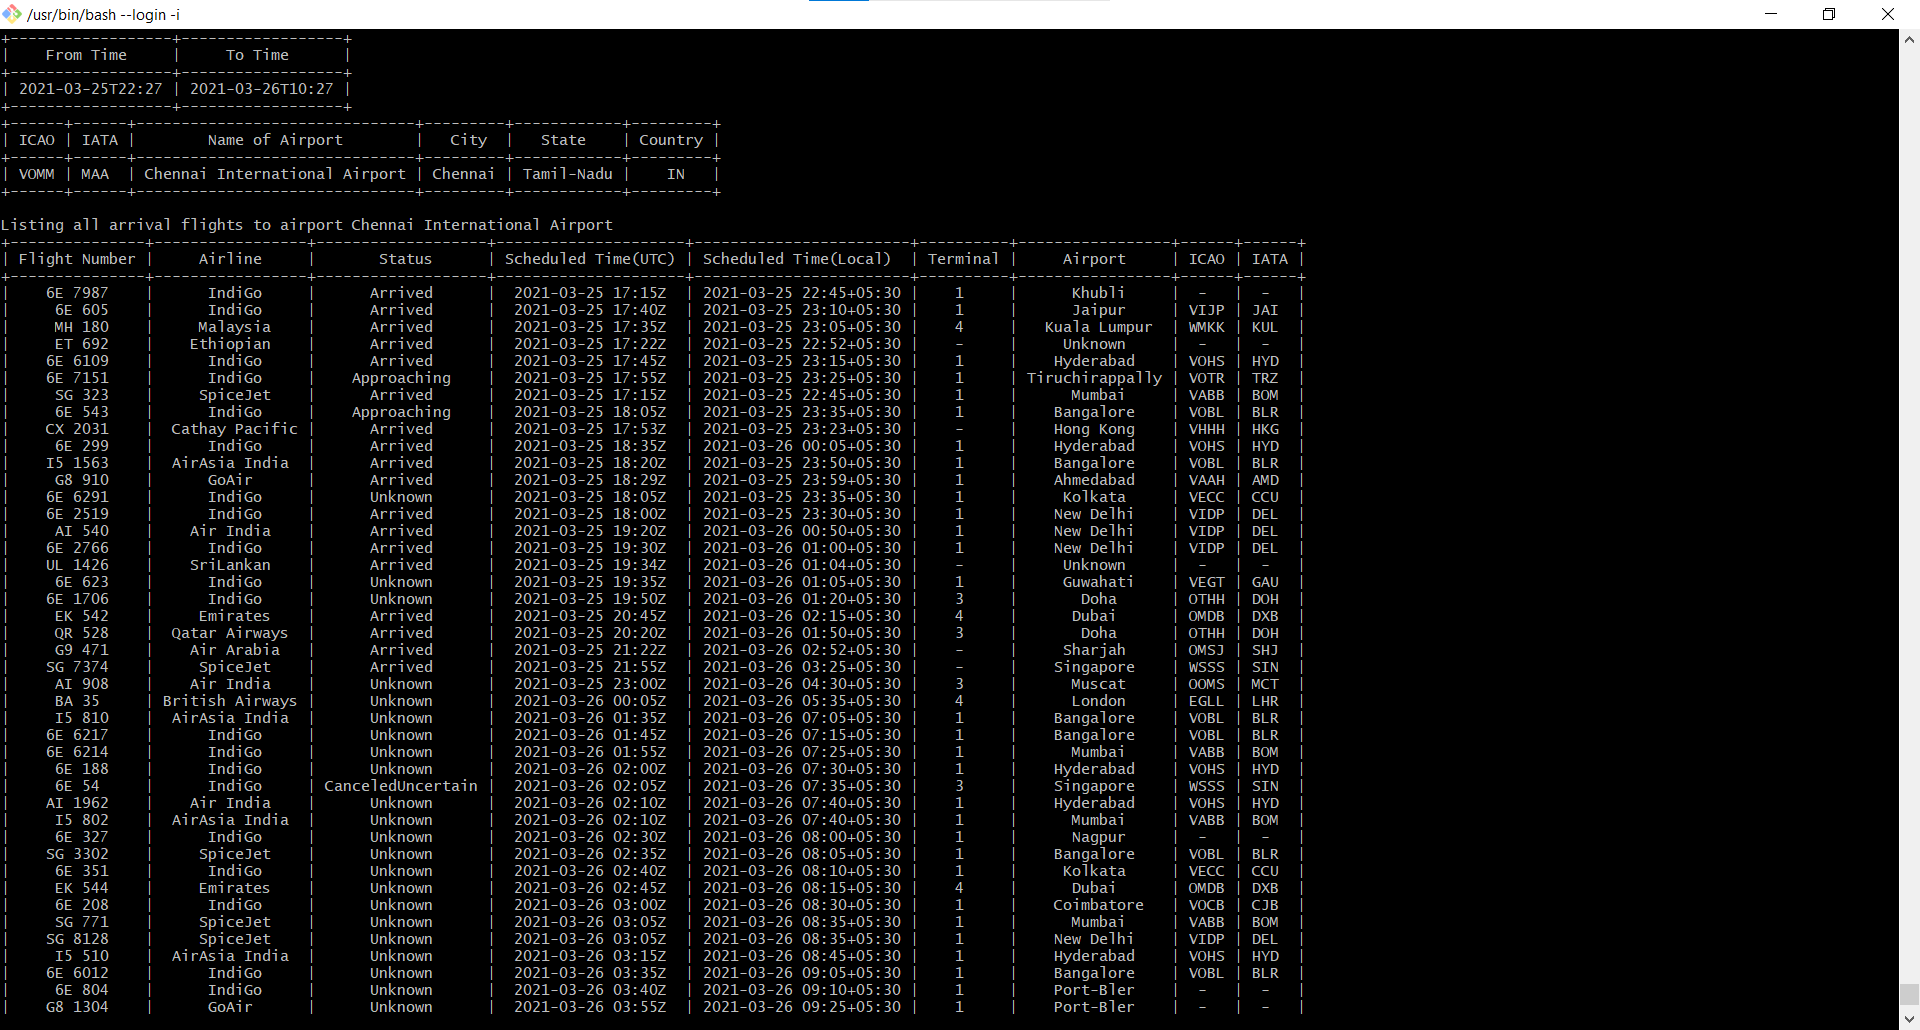 /usr/bin/bash --login -i
+------------------+------------------+
|    From Time     |     To Time      |
+------------------+------------------+
| 2021-03-25T22:27 | 2021-03-26T10:27 |
+------------------+------------------+
+------+------+-------------------------------+---------+------------+---------+
| ICAO | IATA |        Name of Airport        |   City  |   State    | Country |
+------+------+-------------------------------+---------+------------+---------+
| VOMM | MAA  | Chennai International Airport | Chennai | Tamil-Nadu |    IN   |
+------+------+-------------------------------+---------+------------+---------+
Listing all arrival flights to airport Chennai International Airport
+---------------+-----------------+-------------------+---------------------+------------------------+----------+-----------------+------+------+
| Flight Number |     Airline     |       Status      | Scheduled Time(UTC) | Scheduled Time(Local)  | Terminal |     Airport     | ICAO | IATA |
+---------------+-----------------+-------------------+---------------------+------------------------+----------+-----------------+------+------+
|    6E 7987    |      IndiGo     |      Arrived      |  2021-03-25 17:15Z  | 2021-03-25 22:45+05:30 |    1     |      Khubli     |  -   |  -   |
|     6E 605    |      IndiGo     |      Arrived      |  2021-03-25 17:40Z  | 2021-03-25 23:10+05:30 |    1     |      Jaipur     | VIJP | JAI  |
|     MH 180    |     Malaysia    |      Arrived      |  2021-03-25 17:35Z  | 2021-03-25 23:05+05:30 |    4     |   Kuala Lumpur  | WMKK | KUL  |
|     ET 692    |    Ethiopian    |      Arrived      |  2021-03-25 17:22Z  | 2021-03-25 22:52+05:30 |    -     |     Unknown     |  -   |  -   |
|    6E 6109    |      IndiGo     |      Arrived      |  2021-03-25 17:45Z  | 2021-03-25 23:15+05:30 |    1     |    Hyderabad    | VOHS | HYD  |
|    6E 7151    |      IndiGo     |    Approaching    |  2021-03-25 17:55Z  | 2021-03-25 23:25+05:30 |    1     | Tiruchirappally | VOTR | TRZ  |
|     SG 323    |     SpiceJet    |      Arrived      |  2021-03-25 17:15Z  | 2021-03-25 22:45+05:30 |    1     |      Mumbai     | VABB | BOM  |
|     6E 543    |      IndiGo     |    Approaching    |  2021-03-25 18:05Z  | 2021-03-25 23:35+05:30 |    1     |    Bangalore    | VOBL | BLR  |
|    CX 2031    |  Cathay Pacific |      Arrived      |  2021-03-25 17:53Z  | 2021-03-25 23:23+05:30 |    -     |    Hong Kong    | VHHH | HKG  |
|     6E 299    |      IndiGo     |      Arrived      |  2021-03-25 18:35Z  | 2021-03-26 00:05+05:30 |    1     |    Hyderabad    | VOHS | HYD  |
|    I5 1563    |  AirAsia India  |      Arrived      |  2021-03-25 18:20Z  | 2021-03-25 23:50+05:30 |    1     |    Bangalore    | VOBL | BLR  |
|     G8 910    |      GoAir      |      Arrived      |  2021-03-25 18:29Z  | 2021-03-25 23:59+05:30 |    1     |    Ahmedabad    | VAAH | AMD  |
|    6E 6291    |      IndiGo     |      Unknown      |  2021-03-25 18:05Z  | 2021-03-25 23:35+05:30 |    1     |     Kolkata     | VECC | CCU  |
|    6E 2519    |      IndiGo     |      Arrived      |  2021-03-25 18:00Z  | 2021-03-25 23:30+05:30 |    1     |    New Delhi    | VIDP | DEL  |
|     AI 540    |    Air India    |      Arrived      |  2021-03-25 19:20Z  | 2021-03-26 00:50+05:30 |    1     |    New Delhi    | VIDP | DEL  |
|    6E 2766    |      IndiGo     |      Arrived      |  2021-03-25 19:30Z  | 2021-03-26 01:00+05:30 |    1     |    New Delhi    | VIDP | DEL  |
|    UL 1426    |    SriLankan    |      Arrived      |  2021-03-25 19:34Z  | 2021-03-26 01:04+05:30 |    -     |     Unknown     |  -   |  -   |
|     6E 623    |      IndiGo     |      Unknown      |  2021-03-25 19:35Z  | 2021-03-26 01:05+05:30 |    1     |     Guwahati    | VEGT | GAU  |
|    6E 1706    |      IndiGo     |      Unknown      |  2021-03-25 19:50Z  | 2021-03-26 01:20+05:30 |    3     |       Doha      | OTHH | DOH  |
|     EK 542    |     Emirates    |      Arrived      |  2021-03-25 20:45Z  | 2021-03-26 02:15+05:30 |    4     |      Dubai      | OMDB | DXB  |
|     QR 528    |  Qatar Airways  |      Arrived      |  2021-03-25 20:20Z  | 2021-03-26 01:50+05:30 |    3     |       Doha      | OTHH | DOH  |
|     G9 471    |    Air Arabia   |      Arrived      |  2021-03-25 21:22Z  | 2021-03-26 02:52+05:30 |    -     |     Sharjah     | OMSJ | SHJ  |
|    SG 7374    |     SpiceJet    |      Arrived      |  2021-03-25 21:55Z  | 2021-03-26 03:25+05:30 |    -     |    Singapore    | WSSS | SIN  |
|     AI 908    |    Air India    |      Unknown      |  2021-03-25 23:00Z  | 2021-03-26 04:30+05:30 |    3     |      Muscat     | OOMS | MCT  |
|     BA 35     | British Airways |      Unknown      |  2021-03-26 00:05Z  | 2021-03-26 05:35+05:30 |    4     |      London     | EGLL | LHR  |
|     I5 810    |  AirAsia India  |      Unknown      |  2021-03-26 01:35Z  | 2021-03-26 07:05+05:30 |    1     |    Bangalore    | VOBL | BLR  |
|    6E 6217    |      IndiGo     |      Unknown      |  2021-03-26 01:45Z  | 2021-03-26 07:15+05:30 |    1     |    Bangalore    | VOBL | BLR  |
|    6E 6214    |      IndiGo     |      Unknown      |  2021-03-26 01:55Z  | 2021-03-26 07:25+05:30 |    1     |      Mumbai     | VABB | BOM  |
|     6E 188    |      IndiGo     |      Unknown      |  2021-03-26 02:00Z  | 2021-03-26 07:30+05:30 |    1     |    Hyderabad    | VOHS | HYD  |
|     6E 54     |      IndiGo     | CanceledUncertain |  2021-03-26 02:05Z  | 2021-03-26 07:35+05:30 |    3     |    Singapore    | WSSS | SIN  |
|    AI 1962    |    Air India    |      Unknown      |  2021-03-26 02:10Z  | 2021-03-26 07:40+05:30 |    1     |    Hyderabad    | VOHS | HYD  |
|     I5 802    |  AirAsia India  |      Unknown      |  2021-03-26 02:10Z  | 2021-03-26 07:40+05:30 |    1     |      Mumbai     | VABB | BOM  |
|     6E 327    |      IndiGo     |      Unknown      |  2021-03-26 02:30Z  | 2021-03-26 08:00+05:30 |    1     |      Nagpur     |  -   |  -   |
|    SG 3302    |     SpiceJet    |      Unknown      |  2021-03-26 02:35Z  | 2021-03-26 08:05+05:30 |    1     |    Bangalore    | VOBL | BLR  |
|     6E 351    |      IndiGo     |      Unknown      |  2021-03-26 02:40Z  | 2021-03-26 08:10+05:30 |    1     |     Kolkata     | VECC | CCU  |
|     EK 544    |     Emirates    |      Unknown      |  2021-03-26 02:45Z  | 2021-03-26 08:15+05:30 |    4     |      Dubai      | OMDB | DXB  |
|     6E 208    |      IndiGo     |      Unknown      |  2021-03-26 03:00Z  | 2021-03-26 08:30+05:30 |    1     |    Coimbatore   | VOCB | CJB  |
|     SG 771    |     SpiceJet    |      Unknown      |  2021-03-26 03:05Z  | 2021-03-26 08:35+05:30 |    1     |      Mumbai     | VABB | BOM  |
|    SG 8128    |     SpiceJet    |      Unknown      |  2021-03-26 03:05Z  | 2021-03-26 08:35+05:30 |    1     |    New Delhi    | VIDP | DEL  |
|     I5 510    |  AirAsia India  |      Unknown      |  2021-03-26 03:15Z  | 2021-03-26 08:45+05:30 |    1     |    Hyderabad    | VOHS | HYD  |
|    6E 6012    |      IndiGo     |      Unknown      |  2021-03-26 03:35Z  | 2021-03-26 09:05+05:30 |    1     |    Bangalore    | VOBL | BLR  |
|     6E 804    |      IndiGo     |      Unknown      |  2021-03-26 03:40Z  | 2021-03-26 09:10+05:30 |    1     |    Port-Bler    |  -   |  -   |
|    G8 1304    |      GoAir      |      Unknown      |  2021-03-26 03:55Z  | 2021-03-26 09:25+05:30 |    1     |    Port-Bler    |  -   |  -   |